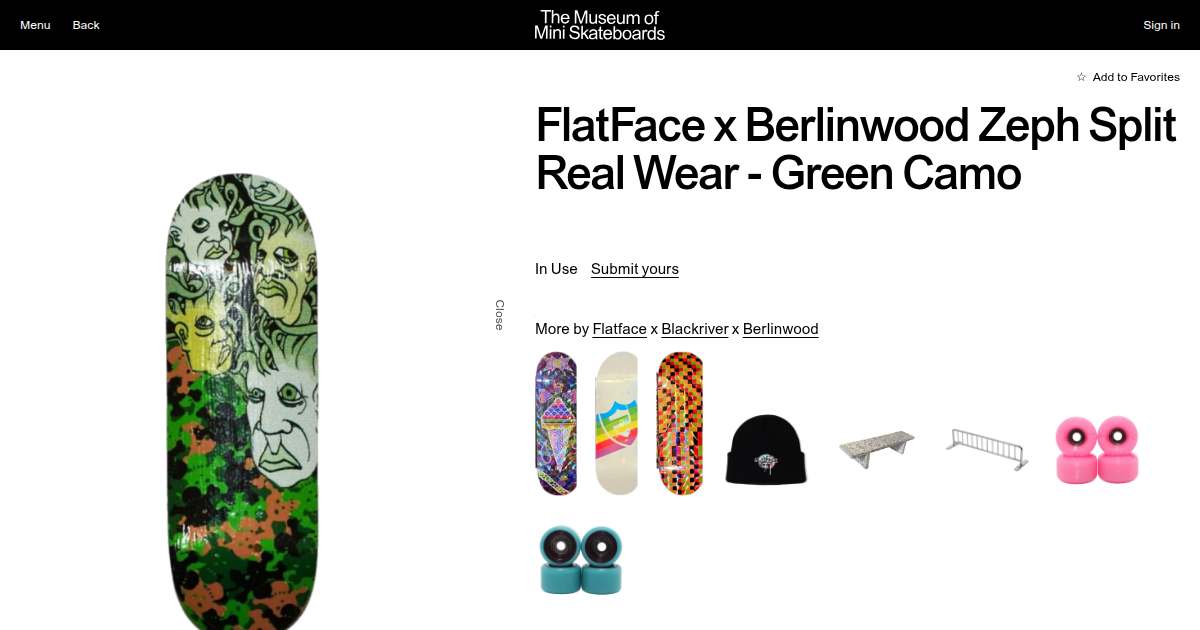 Menu Back
The Museum of
Mini Skateboards
Sign in
☆ Add to Favorites
FlatFace x Berlinwood Zeph Split
Real Wear - Green Camo
In Use Submit yours
Close
More by Flatface x Blackriver x Berlinwood